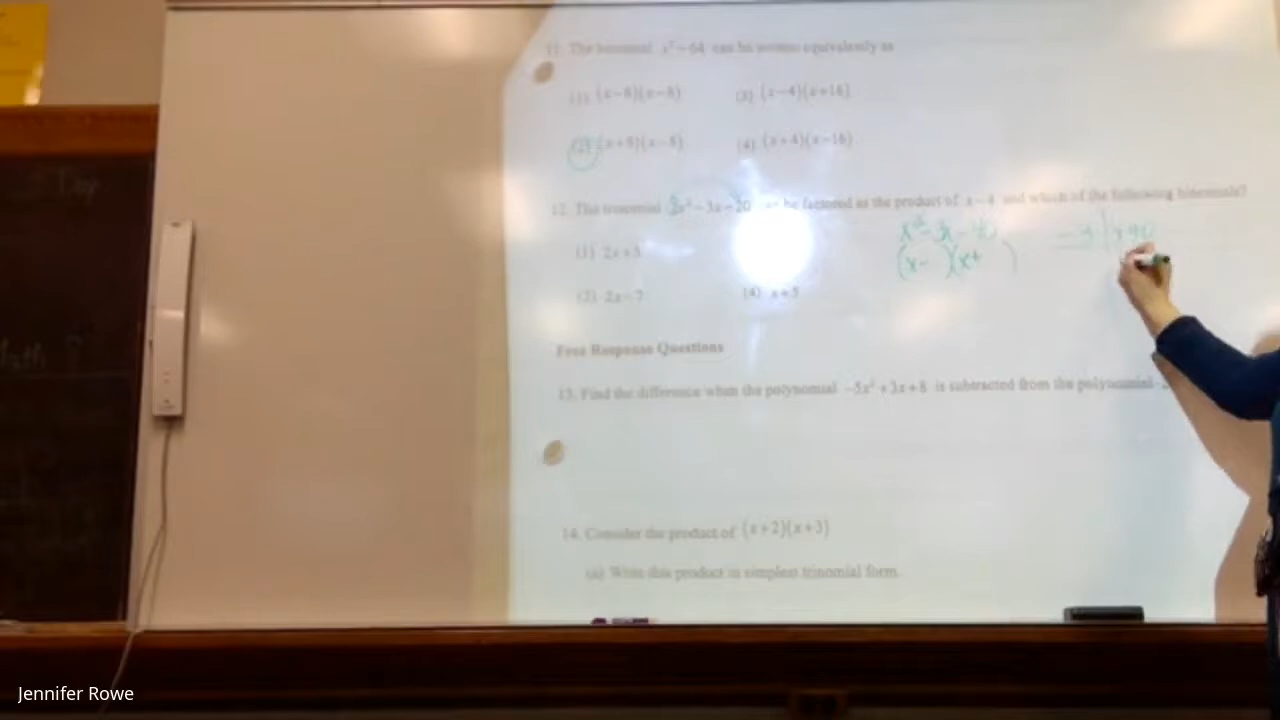 11. The binomial x² − 64 can be written equivalently as
(1) (x−8)(x−8) (3) (x−4)(x+16)
(2) (x+8)(x−8) (4) (x+4)(x−16)
12. The trinomial 2x² − 3x − 20 can be factored as the product of x − 4 and which of the following binomials?
x² − 3x − 40
(1) 2x + 5
(x − )(x + )
(2) 2x − 7 (4) x + 5
Free Response Questions
13. Find the difference when the polynomial −5x² + 3x + 8 is subtracted from the polynomial
14. Consider the product of (x+2)(x+3)
(a) Write this product in simplest trinomial form.
Jennifer Rowe